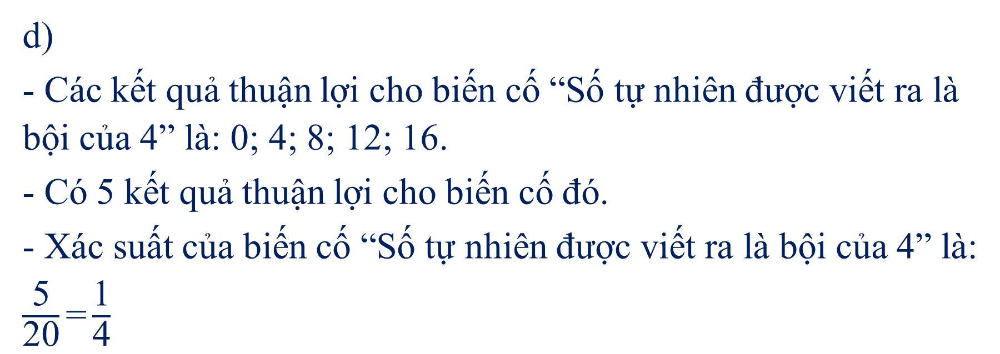 d)
- Các kết quả thuận lợi cho biến cố “Số tự nhiên được viết ra là
bội của 4” là: 0; 4; 8; 12; 16.
- Có 5 kết quả thuận lợi cho biến cố đó.
- Xác suất của biến cố “Số tự nhiên được viết ra là bội của 4” là:
5/20 = 1/4